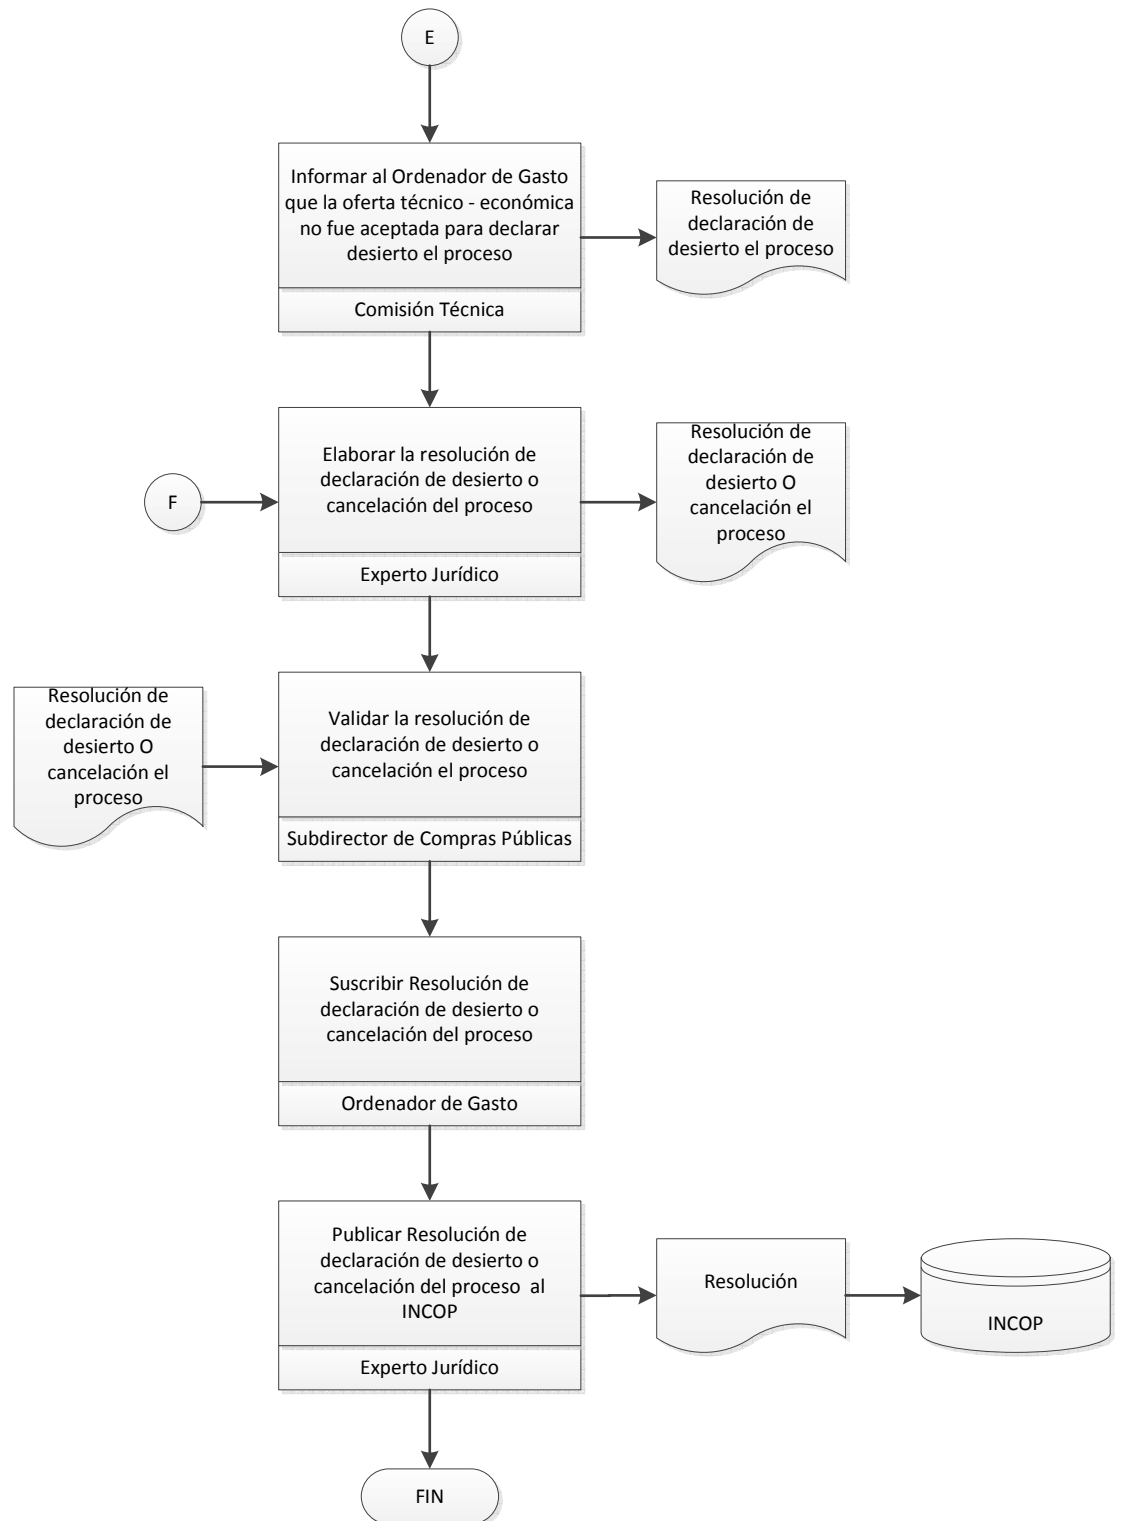 E
Informar al Ordenador de Gasto
que la oferta técnico - económica
no fue aceptada para declarar
desierto el proceso
Comisión Técnica
Resolución de
declaración de
desierto el proceso
F
Elaborar la resolución de
declaración de desierto o
cancelación del proceso
Experto Jurídico
Resolución de
declaración de
desierto O
cancelación el
proceso
Resolución de
declaración de
desierto O
cancelación el
proceso
Validar la resolución de
declaración de desierto o
cancelación el proceso
Subdirector de Compras Públicas
Suscribir Resolución de
declaración de desierto o
cancelación del proceso
Ordenador de Gasto
Publicar Resolución de
declaración de desierto o
cancelación del proceso al
INCOP
Experto Jurídico
Resolución
INCOP
FIN